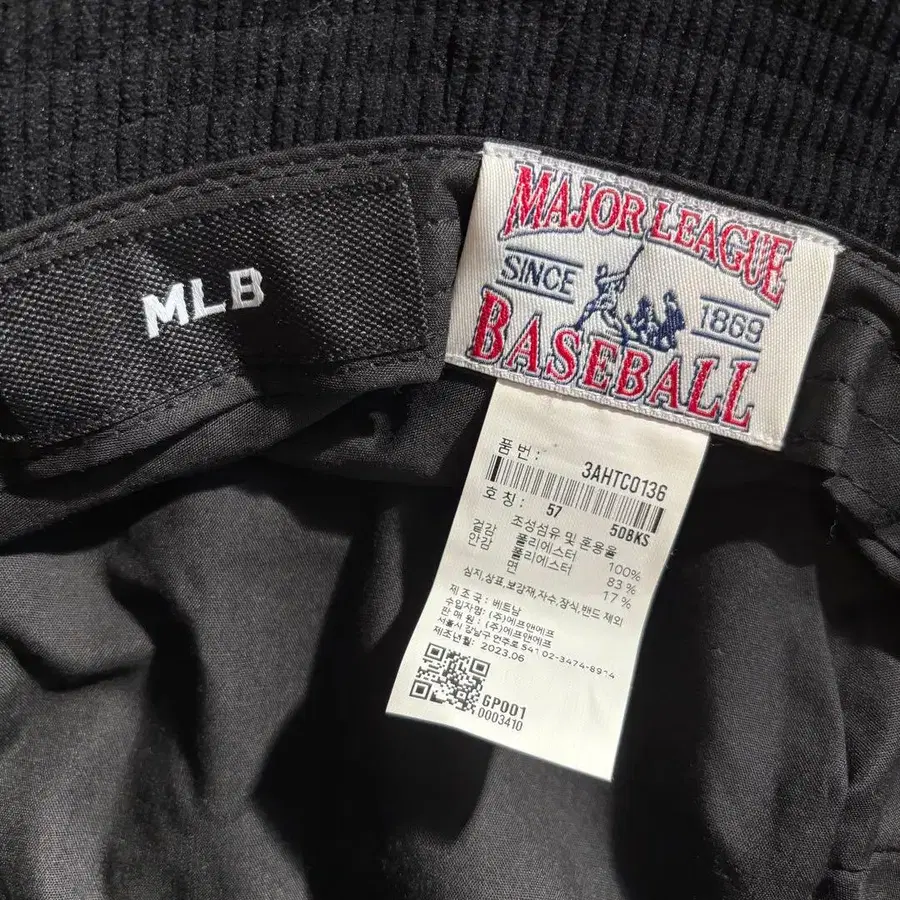 MLB
MAJOR LEAGUE
SINCE 1869
BASEBALL
품 번 : 3AHTC0136
호 칭 : 57 50BKS
조성섬유 및 혼용율
겉감 폴리에스터 100%
안감 폴리에스터 83%
면 17%
심지,상표,보강재,자수,장식,밴드 제외
제 조 국 : 베트남
수입자명: (주)에프앤에프
판 매 원 : (주)에프앤에프
서울시 강남구 언주로 541 02-3474-8914
제조년월: 2023.06
GP001
0003410